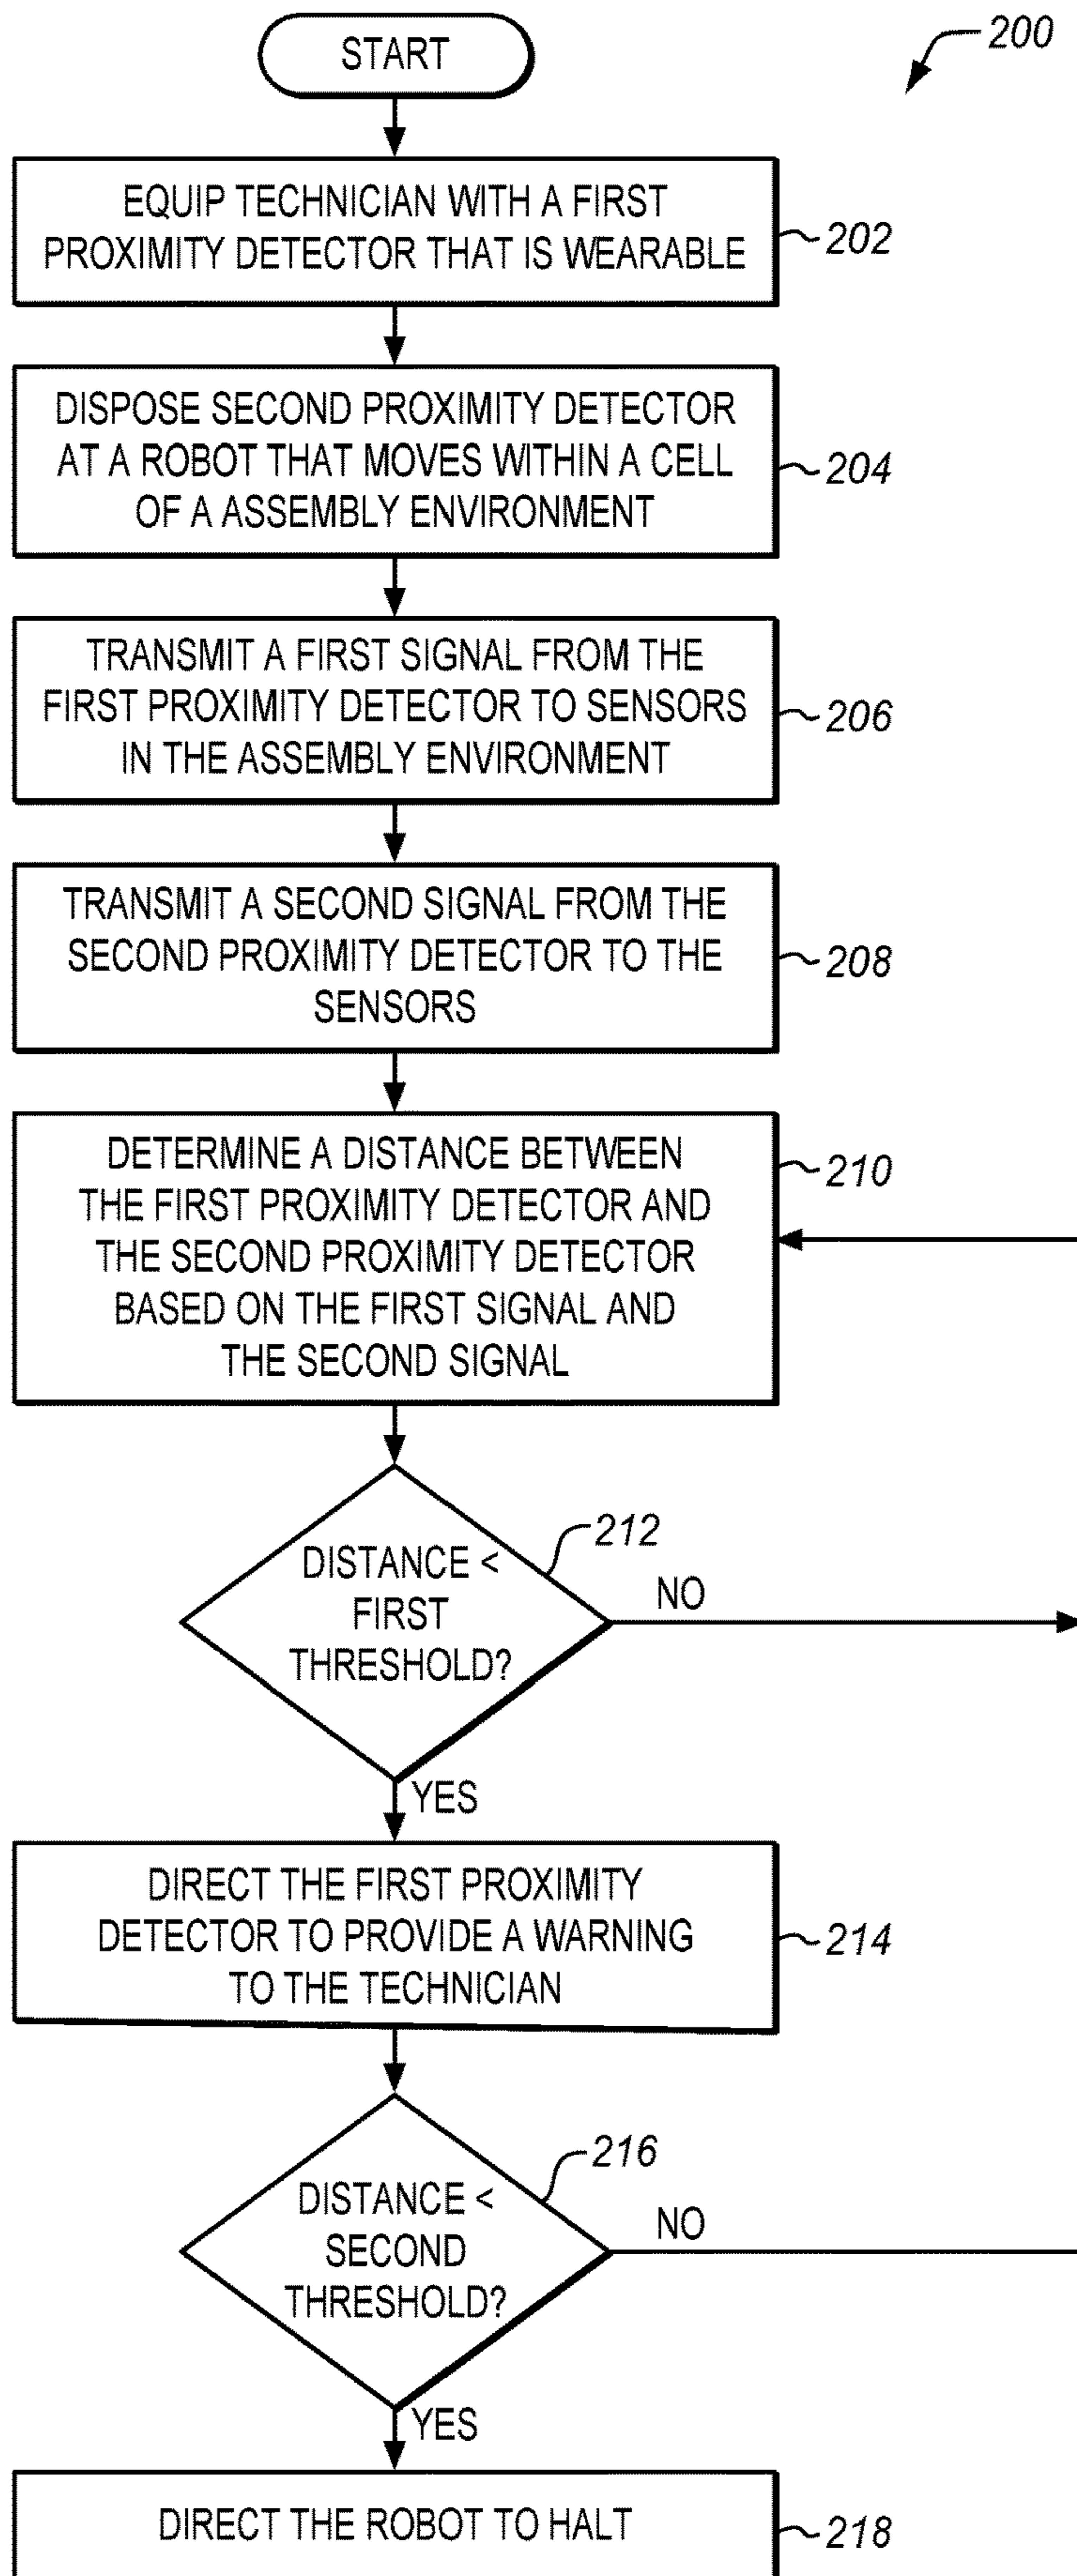 START
200
EQUIP TECHNICIAN WITH A FIRST
PROXIMITY DETECTOR THAT IS WEARABLE
202
DISPOSE SECOND PROXIMITY DETECTOR
AT A ROBOT THAT MOVES WITHIN A CELL
OF A ASSEMBLY ENVIRONMENT
204
TRANSMIT A FIRST SIGNAL FROM THE
FIRST PROXIMITY DETECTOR TO SENSORS
IN THE ASSEMBLY ENVIRONMENT
206
TRANSMIT A SECOND SIGNAL FROM THE
SECOND PROXIMITY DETECTOR TO THE
SENSORS
208
DETERMINE A DISTANCE BETWEEN
THE FIRST PROXIMITY DETECTOR AND
THE SECOND PROXIMITY DETECTOR
BASED ON THE FIRST SIGNAL AND
THE SECOND SIGNAL
210
DISTANCE <
FIRST
THRESHOLD?
212
NO
YES
DIRECT THE FIRST PROXIMITY
DETECTOR TO PROVIDE A WARNING
TO THE TECHNICIAN
214
DISTANCE <
SECOND
THRESHOLD?
216
NO
YES
DIRECT THE ROBOT TO HALT
218